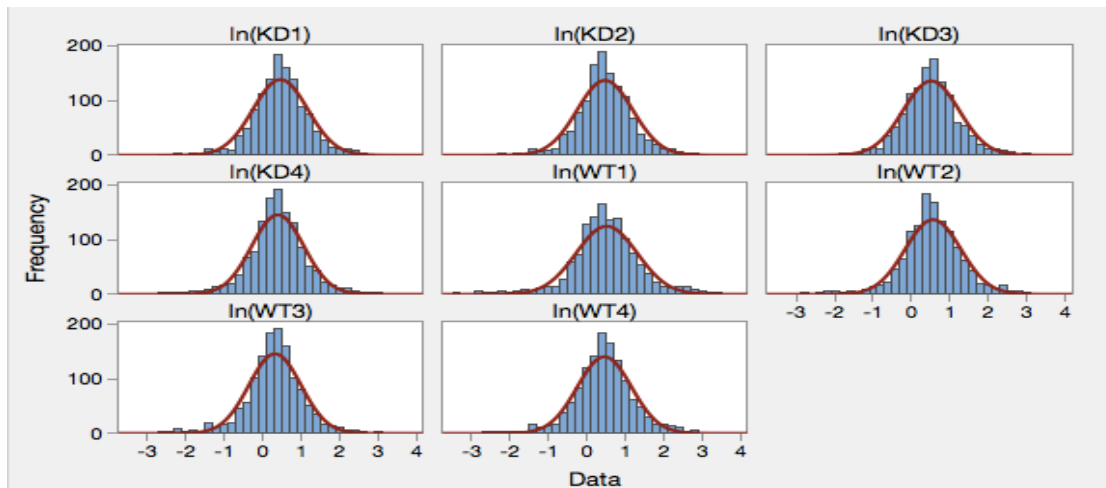 ln(KD1) ln(KD2) ln(KD3)
200
100
0
ln(KD4) ln(WT1) ln(WT2)
200
100
0
-3 -2 -1 0 1 2 3 4
ln(WT3) ln(WT4)
200
100
0
-3 -2 -1 0 1 2 3 4 -3 -2 -1 0 1 2 3 4
Frequency
Data